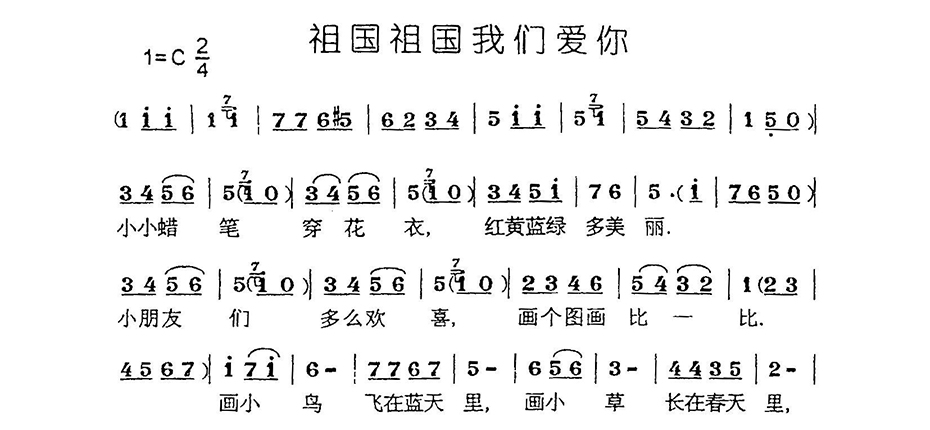 祖国祖国我们爱你
1=C 2/4
(1 i i | 1 7 i | 7 7 6 #5 | 6 2 3 4 | 5 i i | 5 7 i | 5 4 3 2 | 1 5 0) |
3 4 5 6 | 5 (7 i 0) | 3 4 5 6 | 5 (7 i 0) | 3 4 5 i | 7 6 | 5 ·(i | 7 6 5 0) |
小小蜡 笔 穿 花 衣, 红黄蓝绿 多美 丽.
3 4 5 6 | 5 (7 i 0) | 3 4 5 6 | 5 (7 i 0) | 2 3 4 6 | 5 4 3 2 | 1 (2 3 |
小朋友 们 多么欢 喜, 画个图画 比 一 比.
4 5 6 7) | i 7 i | 6 - | 7 7 6 7 | 5 - | 6 5 6 | 3 - | 4 4 3 5 | 2 - |
画小 鸟 飞在蓝天 里, 画小 草 长在春天 里,